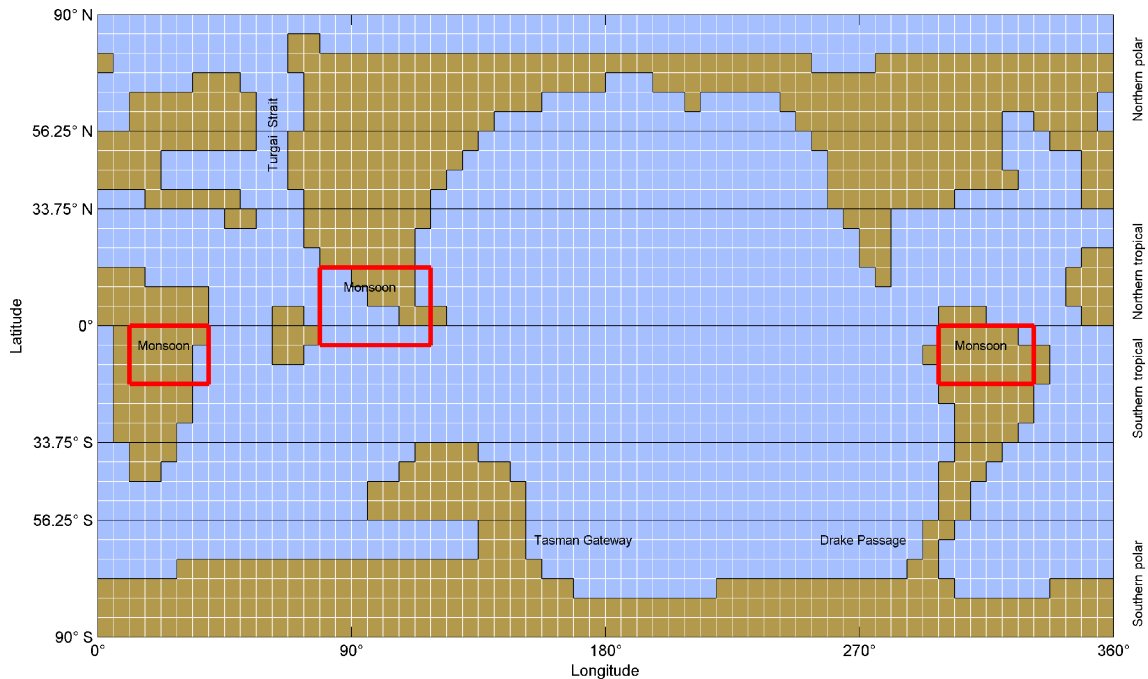 90° N
56.25° N
33.75° N
0°
33.75° S
56.25° S
90° S
Latitude
0°
90°
180°
270°
360°
Longitude
Turgai Strait
Monsoon
Monsoon
Monsoon
Tasman Gateway
Drake Passage
Northern polar
Northern tropical
Southern tropical
Southern polar